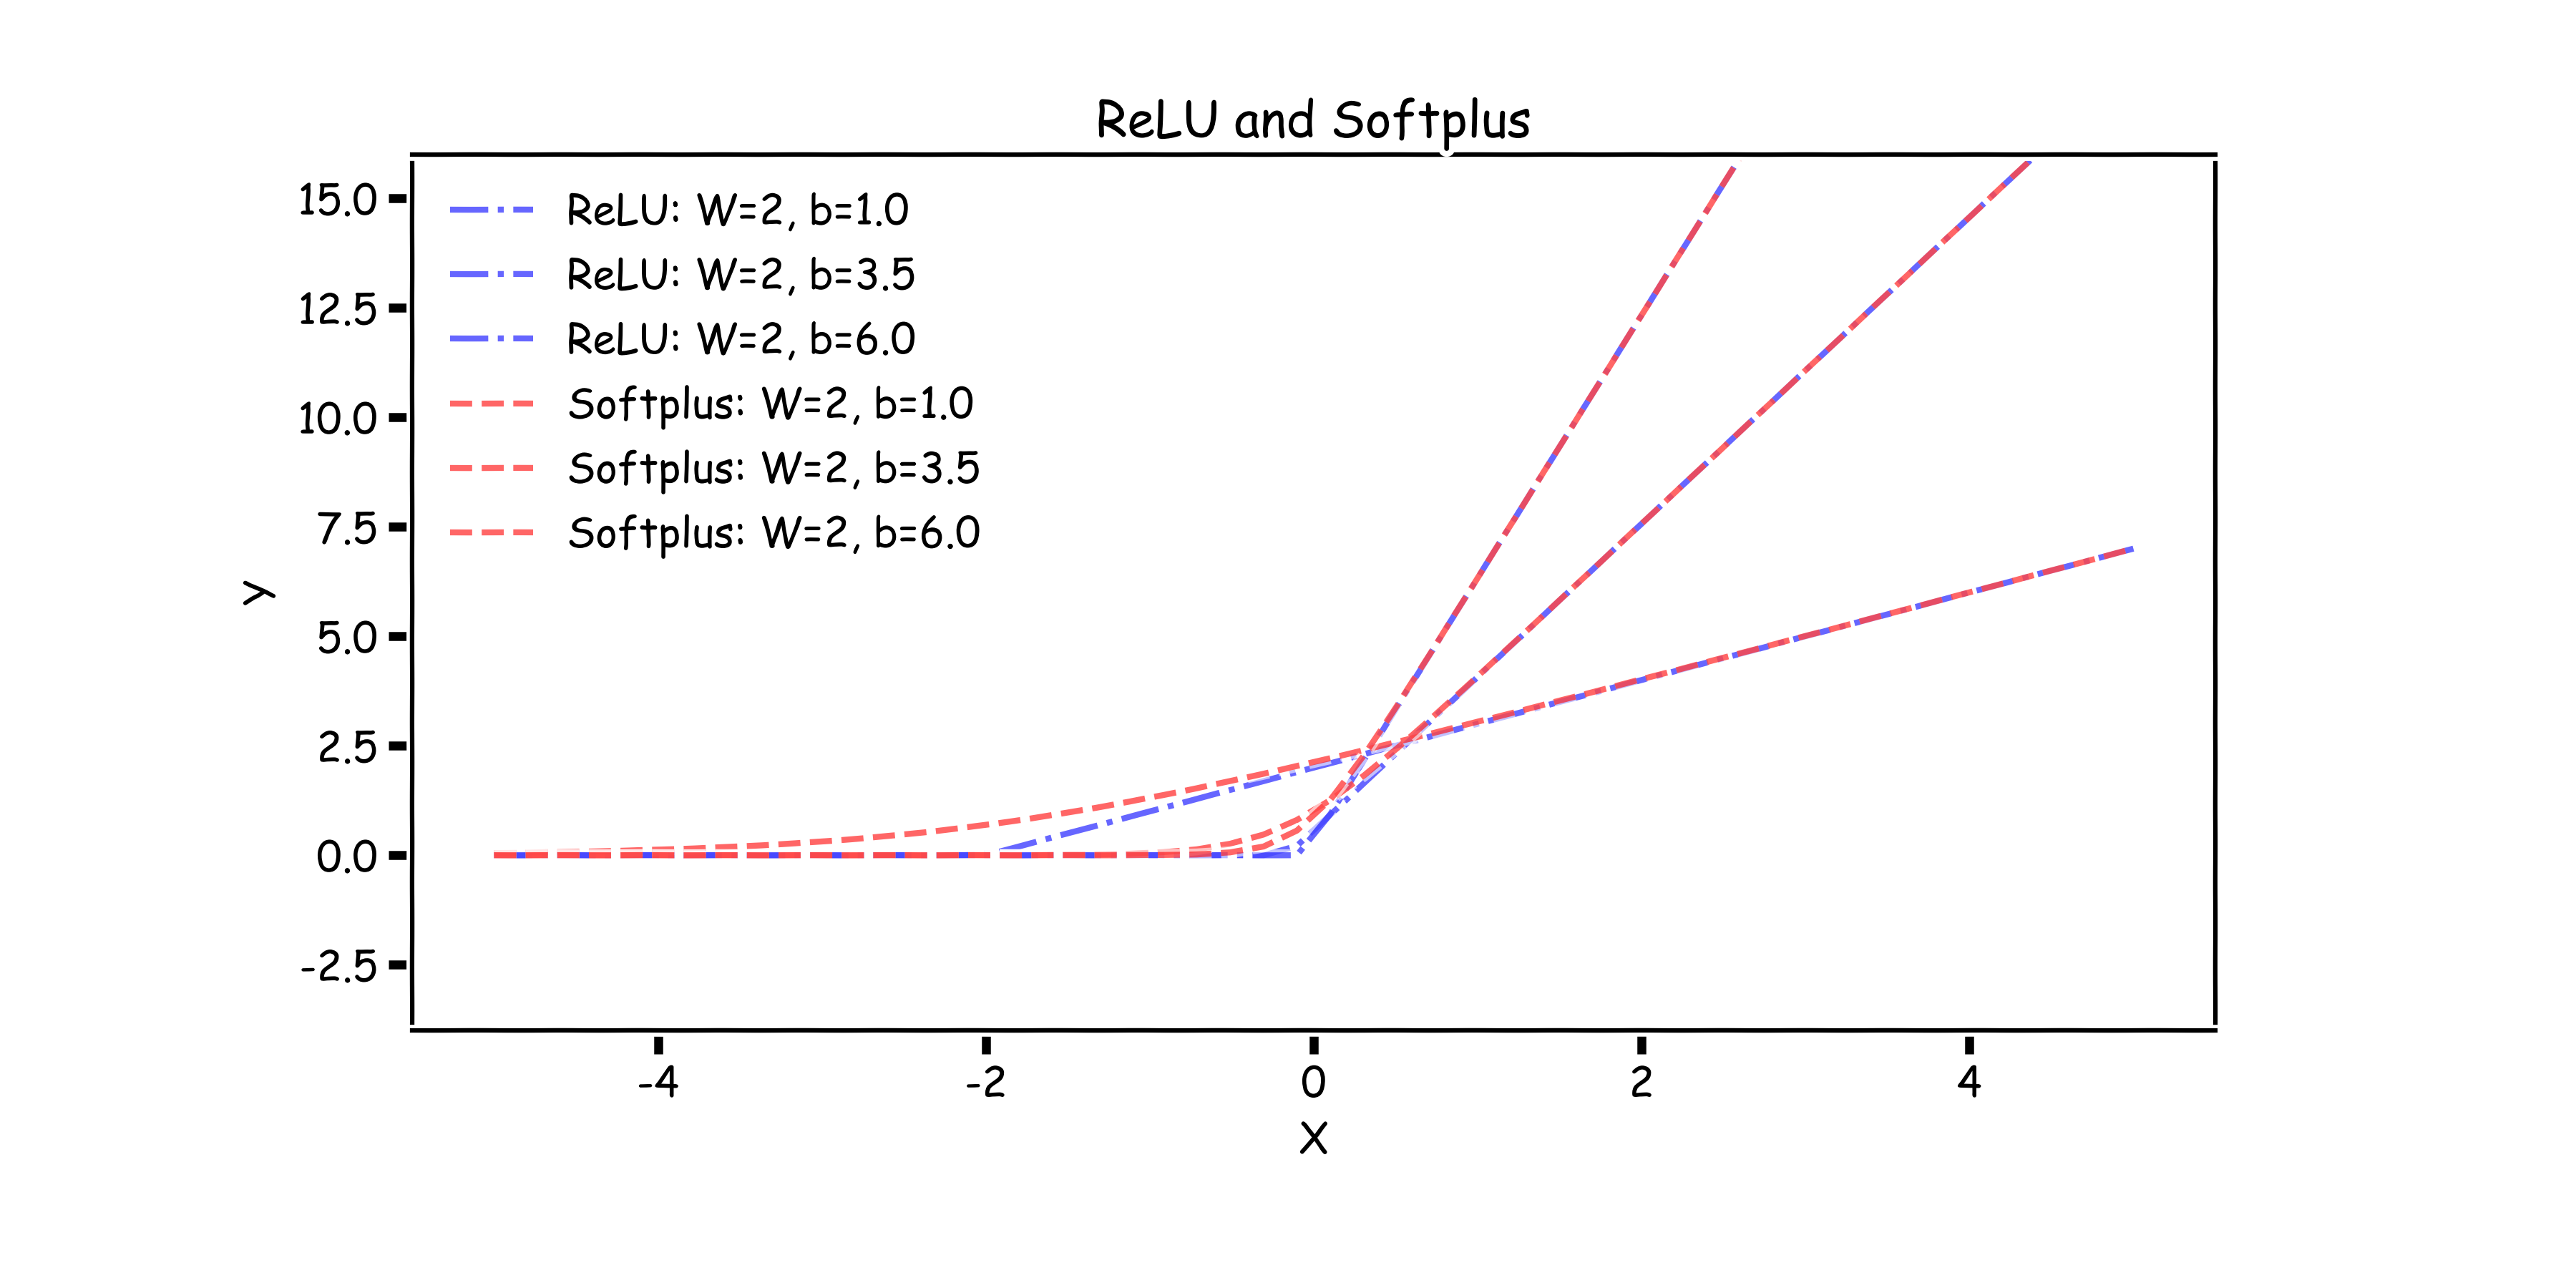 ReLU and Softplus
ReLU: W=2, b=1.0
ReLU: W=2, b=3.5
ReLU: W=2, b=6.0
Softplus: W=2, b=1.0
Softplus: W=2, b=3.5
Softplus: W=2, b=6.0
15.0
12.5
10.0
7.5
5.0
2.5
0.0
-2.5
y
-4 -2 0 2 4
X